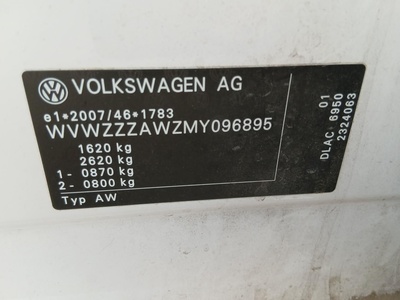 VOLKSWAGEN AG
e1*2007/46*1783
WVWZZZAWZMY096895
1620 kg
2620 kg
1- 0870 kg
2- 0800 kg
Typ AW
01
DLAC 6950
2324063